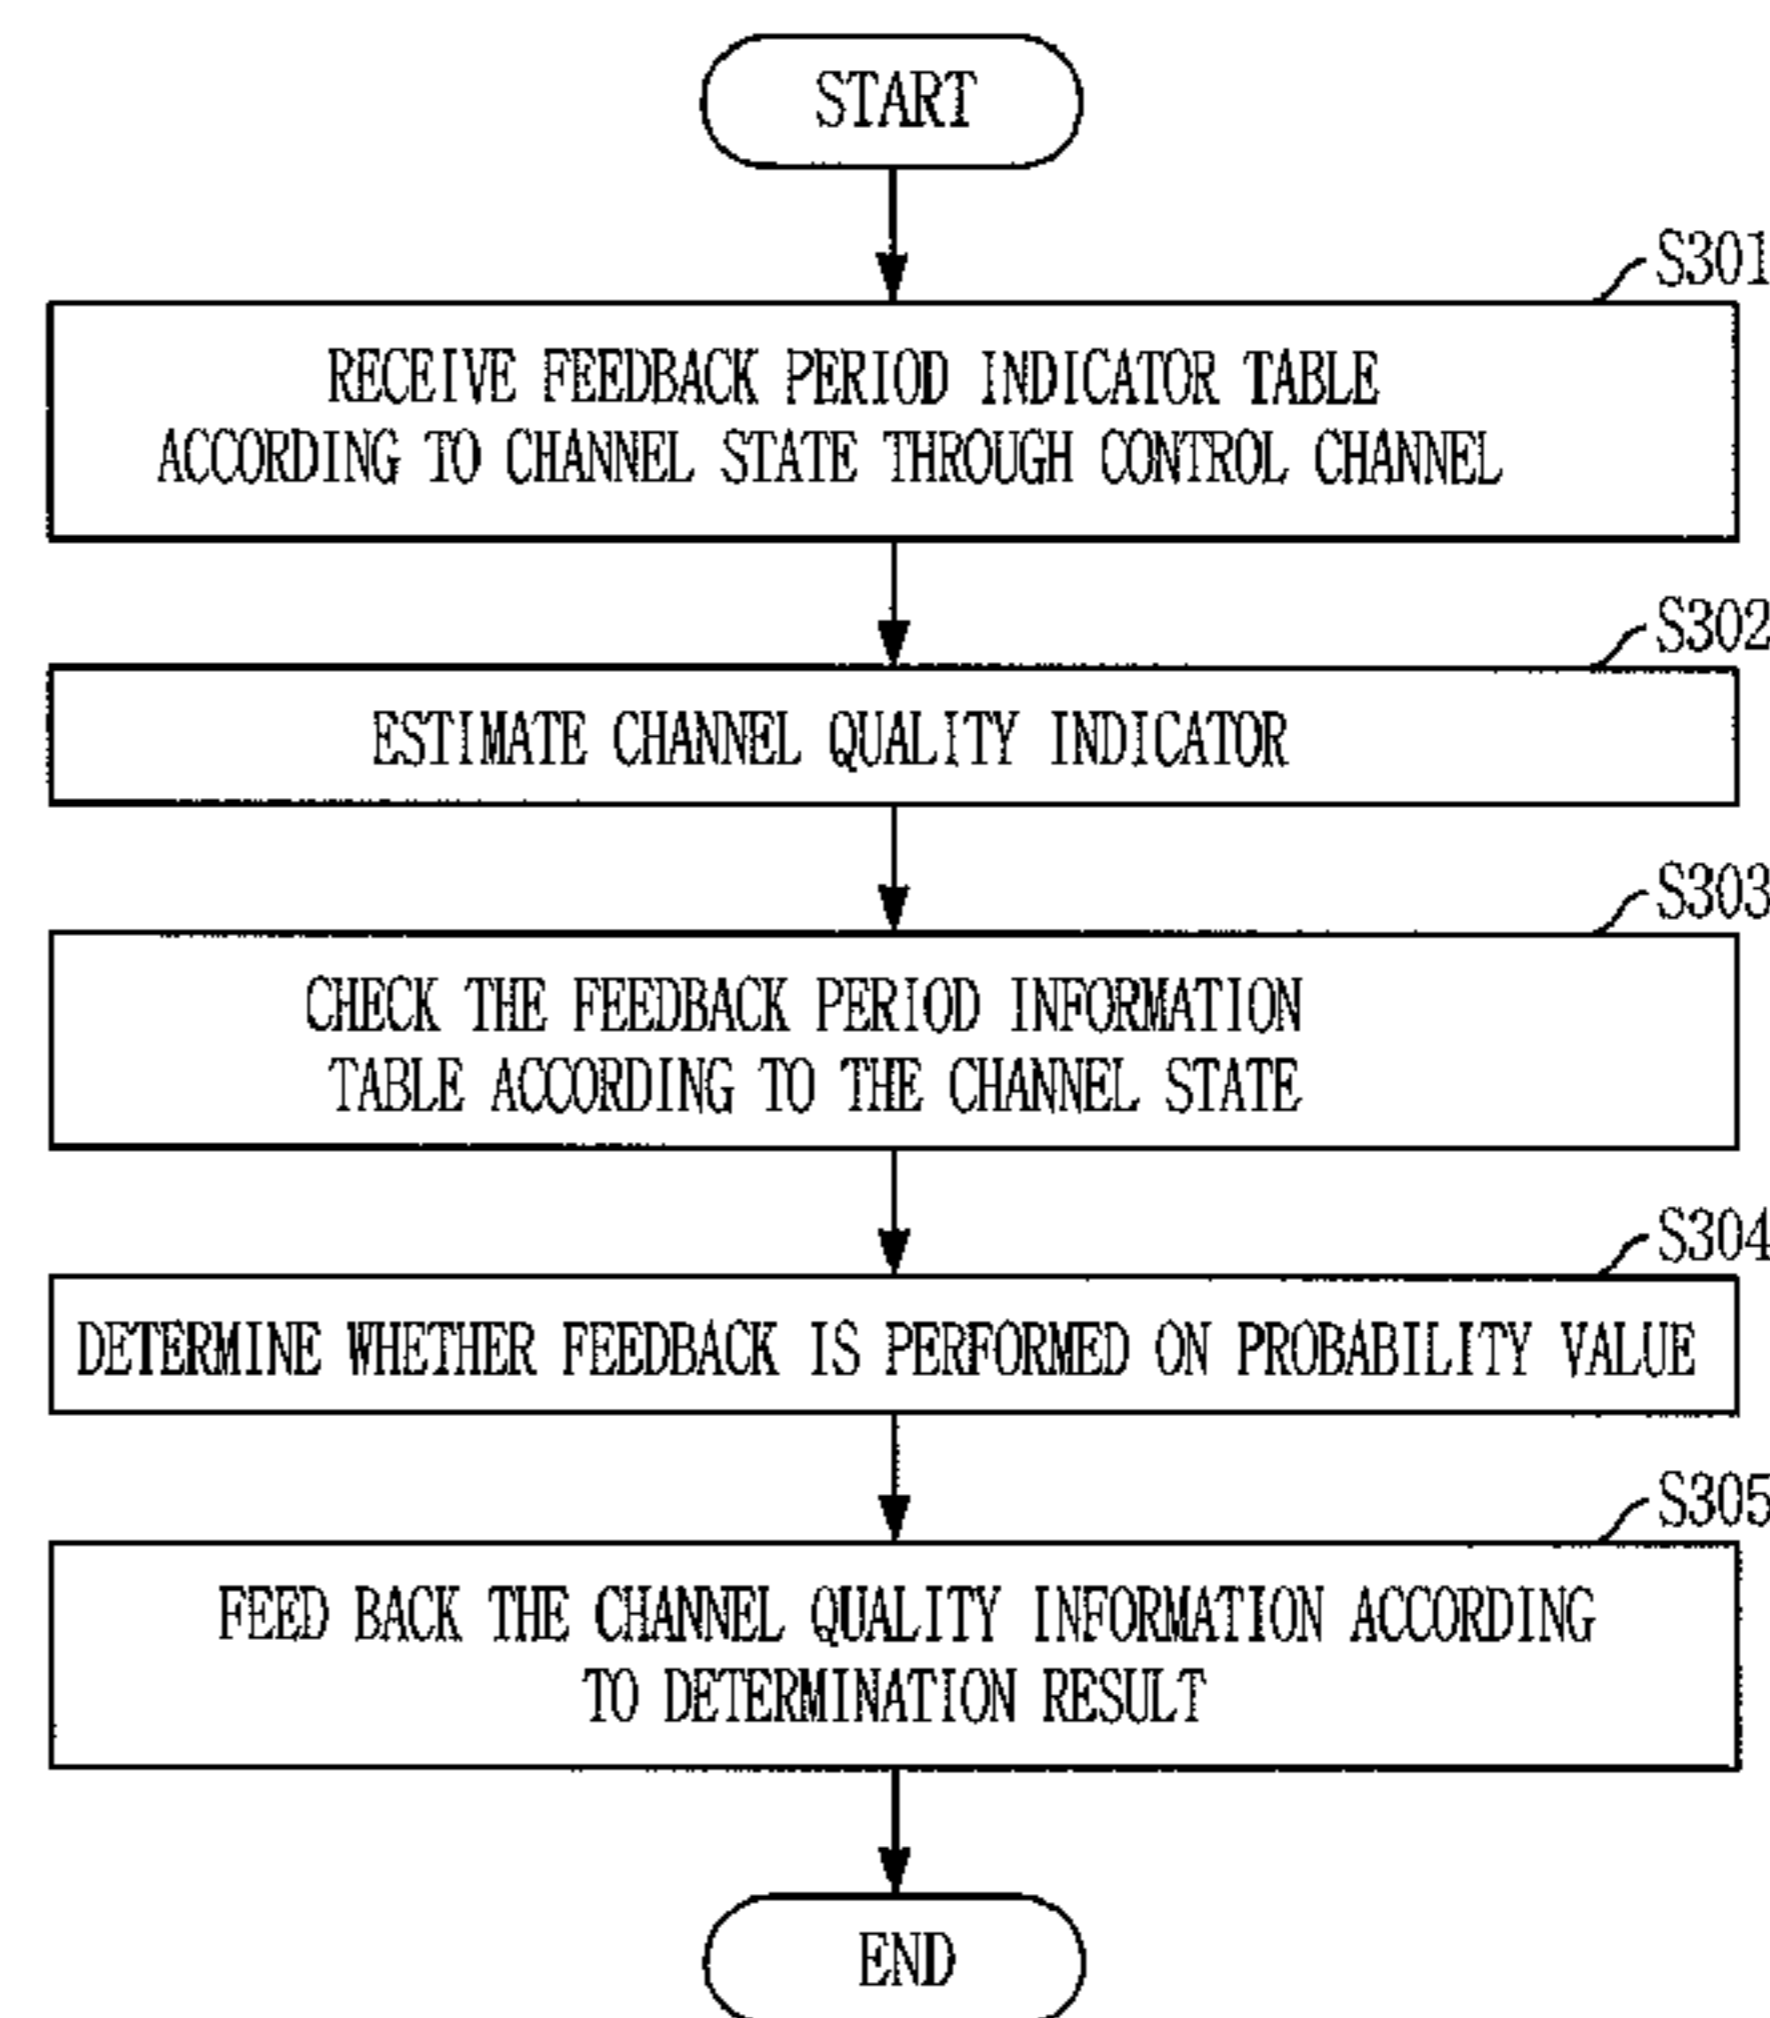 START
S301
RECEIVE FEEDBACK PERIOD INDICATOR TABLE
ACCORDING TO CHANNEL STATE THROUGH CONTROL CHANNEL
S302
ESTIMATE CHANNEL QUALITY INDICATOR
S303
CHECK THE FEEDBACK PERIOD INFORMATION
TABLE ACCORDING TO THE CHANNEL STATE
S304
DETERMINE WHETHER FEEDBACK IS PERFORMED ON PROBABILITY VALUE
S305
FEED BACK THE CHANNEL QUALITY INFORMATION ACCORDING
TO DETERMINATION RESULT
END